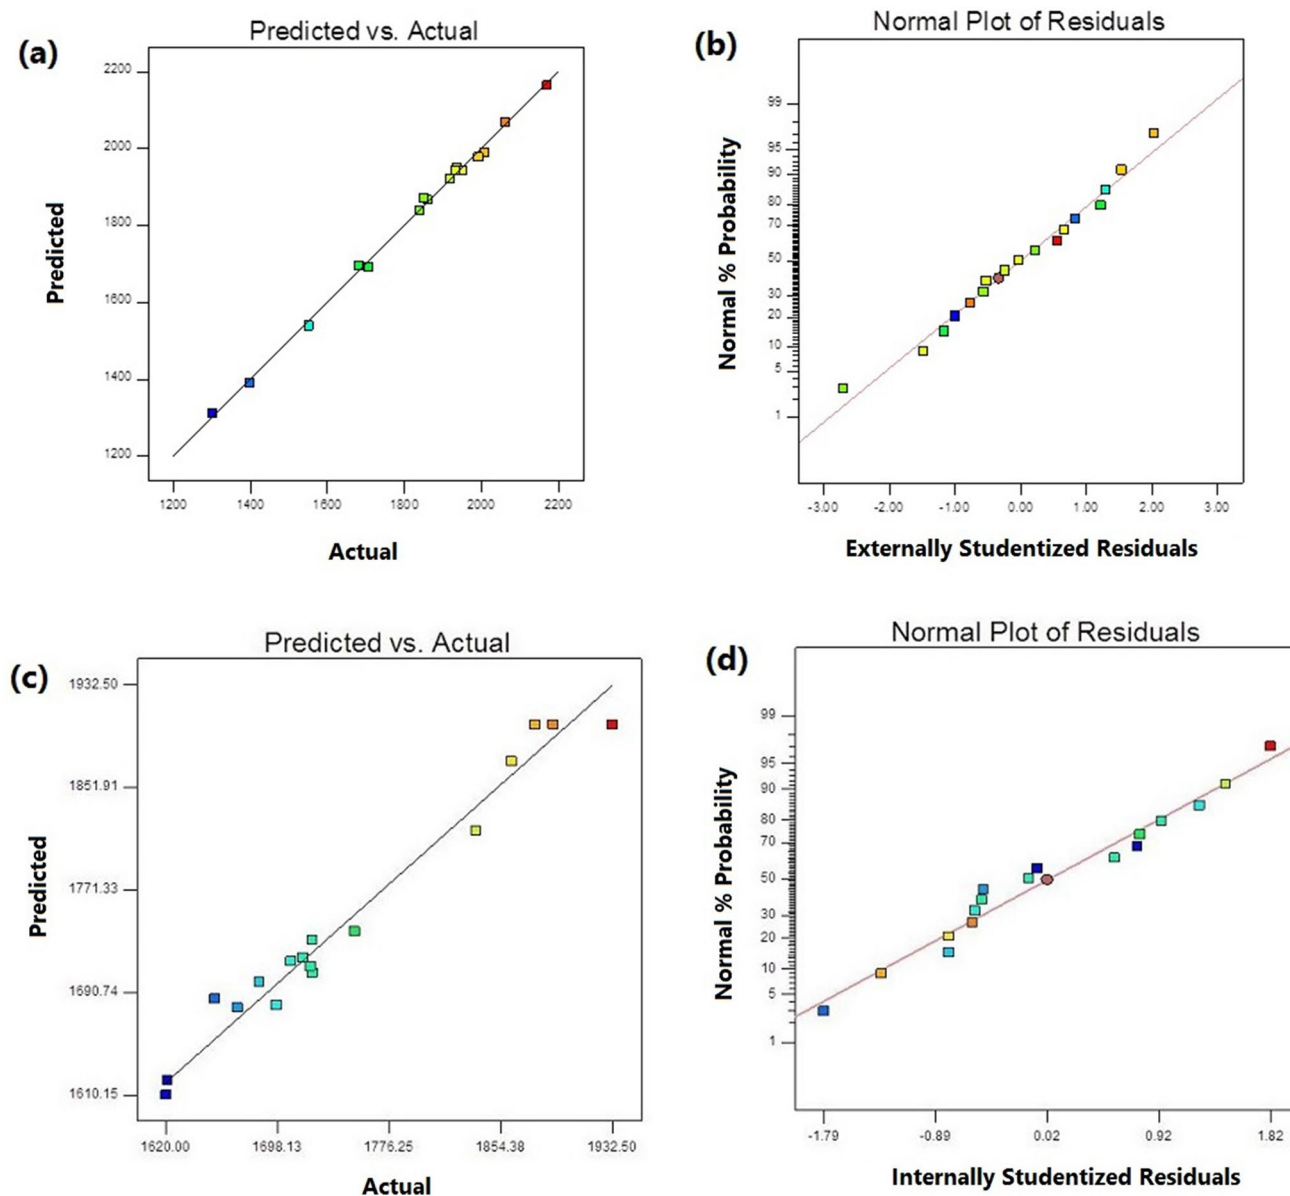 (a)
Predicted vs. Actual
2200
2000
1800
1600
1400
1200
Predicted
1200 1400 1600 1800 2000 2200
Actual
(b)
Normal Plot of Residuals
99
95
90
80
70
50
30
20
10
5
1
Normal % Probability
-3.00 -2.00 -1.00 0.00 1.00 2.00 3.00
Externally Studentized Residuals
(c)
Predicted vs. Actual
1932.50
1851.91
1771.33
1690.74
1610.15
Predicted
1620.00 1698.13 1776.25 1854.38 1932.50
Actual
(d)
Normal Plot of Residuals
99
95
90
80
70
50
30
20
10
5
1
Normal % Probability
-1.79 -0.89 0.02 0.92 1.82
Internally Studentized Residuals